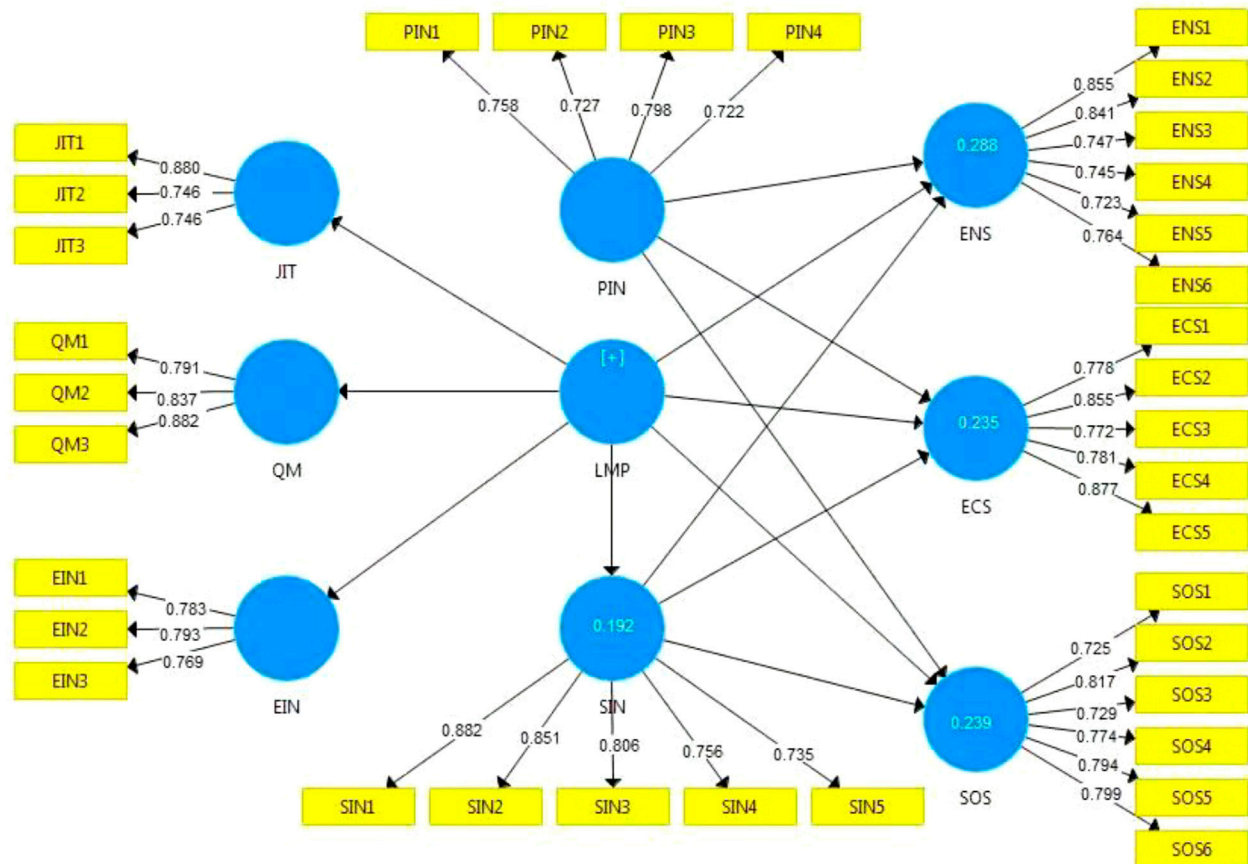 PIN1
PIN2
PIN3
PIN4
0.758
0.727
0.798
0.722
PIN
JIT1
JIT2
JIT3
0.880
0.746
0.746
JIT
QM1
QM2
QM3
0.791
0.837
0.882
QM
[+]
LMP
EIN1
EIN2
EIN3
0.783
0.793
0.769
EIN
0.192
SIN
0.882
0.851
0.806
0.756
0.735
SIN1
SIN2
SIN3
SIN4
SIN5
0.288
ENS
0.855
0.841
0.747
0.745
0.723
0.764
ENS1
ENS2
ENS3
ENS4
ENS5
ENS6
0.235
ECS
0.778
0.855
0.772
0.781
0.877
ECS1
ECS2
ECS3
ECS4
ECS5
0.239
SOS
0.725
0.817
0.729
0.774
0.794
0.799
SOS1
SOS2
SOS3
SOS4
SOS5
SOS6